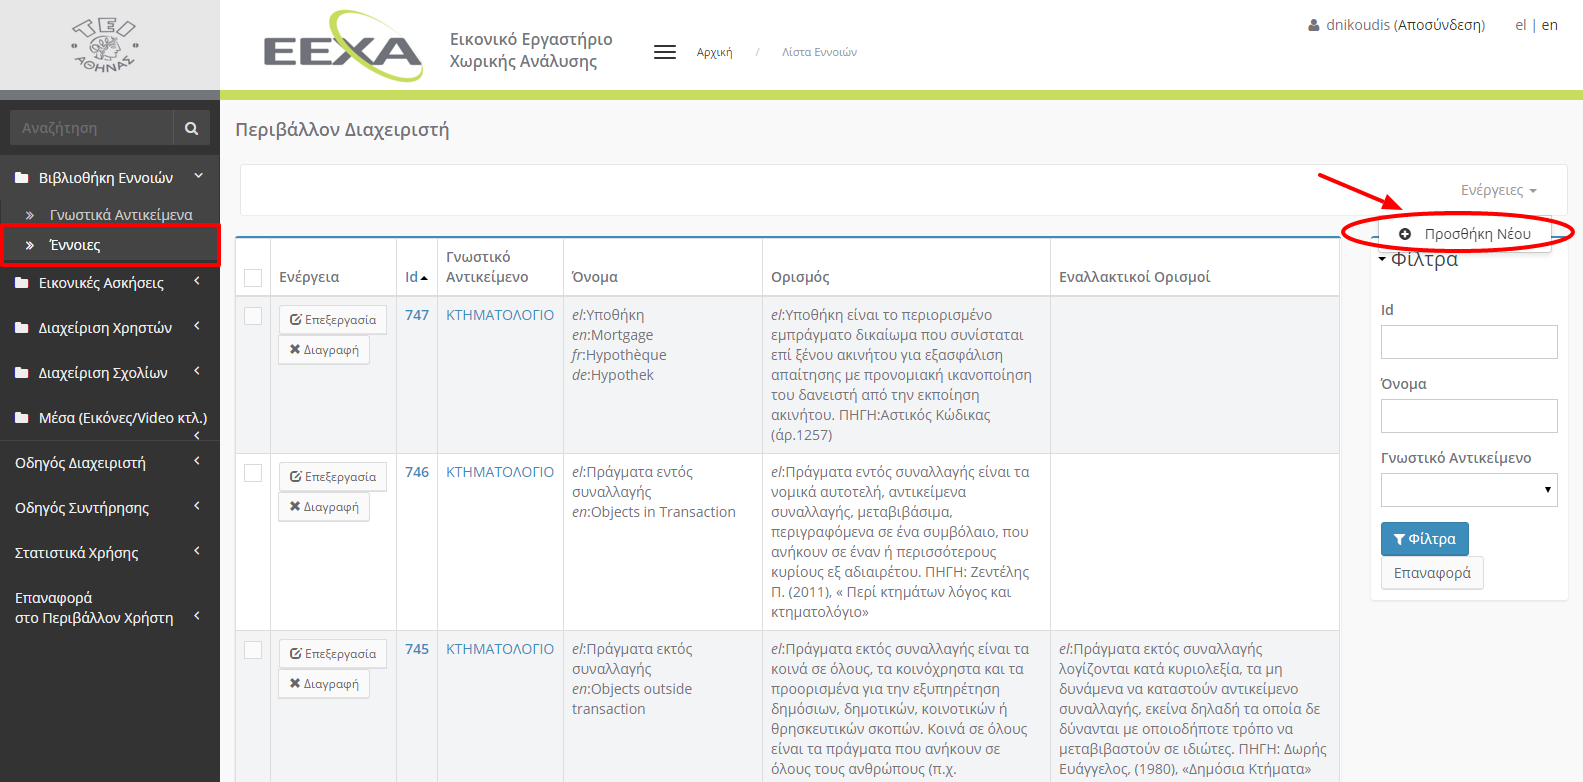 ΤΕΙ
ΑΘΗΝΑΣ
EEXA
Εικονικό Εργαστήριο
Χωρικής Ανάλυσης
Αρχική / Λίστα Εννοιών
dnikoudis (Αποσύνδεση) el | en
Αναζήτηση
Βιβλιοθήκη Εννοιών
Γνωστικά Αντικείμενα
Έννοιες
Εικονικές Ασκήσεις
Διαχείριση Χρηστών
Διαχείριση Σχολίων
Μέσα (Εικόνες/Video κτλ.)
Οδηγός Διαχειριστή
Οδηγός Συντήρησης
Στατιστικά Χρήσης
Επαναφορά
στο Περιβάλλον Χρήστη
Περιβάλλον Διαχειριστή
Ενέργειες
Προσθήκη Νέου
Ενέργεια
Id
Γνωστικό
Αντικείμενο
Όνομα
Ορισμός
Εναλλακτικοί Ορισμοί
Επεξεργασία
Διαγραφή
747
ΚΤΗΜΑΤΟΛΟΓΙΟ
el:Υποθήκη
en:Mortgage
fr:Hypothèque
de:Hypothek
el:Υποθήκη είναι το περιορισμένο
εμπράγματο δικαίωμα που συνίσταται
επί ξένου ακινήτου για εξασφάλιση
απαίτησης με προνομιακή ικανοποίηση
του δανειστή από την εκποίηση
ακινήτου. ΠΗΓΗ:Αστικός Κώδικας
(άρ.1257)
Επεξεργασία
Διαγραφή
746
ΚΤΗΜΑΤΟΛΟΓΙΟ
el:Πράγματα εντός
συναλλαγής
en:Objects in Transaction
el:Πράγματα εντός συναλλαγής είναι τα
νομικά αυτοτελή, αντικείμενα
συναλλαγής, μεταβιβάσιμα,
περιγραφόμενα σε ένα συμβόλαιο, που
ανήκουν σε έναν ή περισσότερους
κυρίους εξ αδιαιρέτου. ΠΗΓΗ: Ζεντέλης
Π. (2011), « Περί κτημάτων λόγος και
κτηματολόγιο»
Επεξεργασία
Διαγραφή
745
ΚΤΗΜΑΤΟΛΟΓΙΟ
el:Πράγματα εκτός
συναλλαγής
en:Objects outside
transaction
el:Πράγματα εκτός συναλλαγής είναι τα
κοινά σε όλους, τα κοινόχρηστα και τα
προορισμένα για την εξυπηρέτηση
δημόσιων, δημοτικών, κοινοτικών ή
θρησκευτικών σκοπών. Κοινά σε όλους
είναι τα πράγματα που ανήκουν σε
όλους τους ανθρώπους (π.χ.
el:Πράγματα εκτός συναλλαγής
λογίζονται κατά κυριολεξία, τα μη
δυνάμενα να καταστούν αντικείμενο
συναλλαγής, εκείνα δηλαδή τα οποία δε
δύνανται με οποιοδήποτε τρόπο να
μεταβιβαστούν σε ιδιώτες. ΠΗΓΗ: Δωρής
Ευάγγελος, (1980), «Δημόσια Κτήματα»
Φίλτρα
Id
Όνομα
Γνωστικό Αντικείμενο
Φίλτρα
Επαναφορά